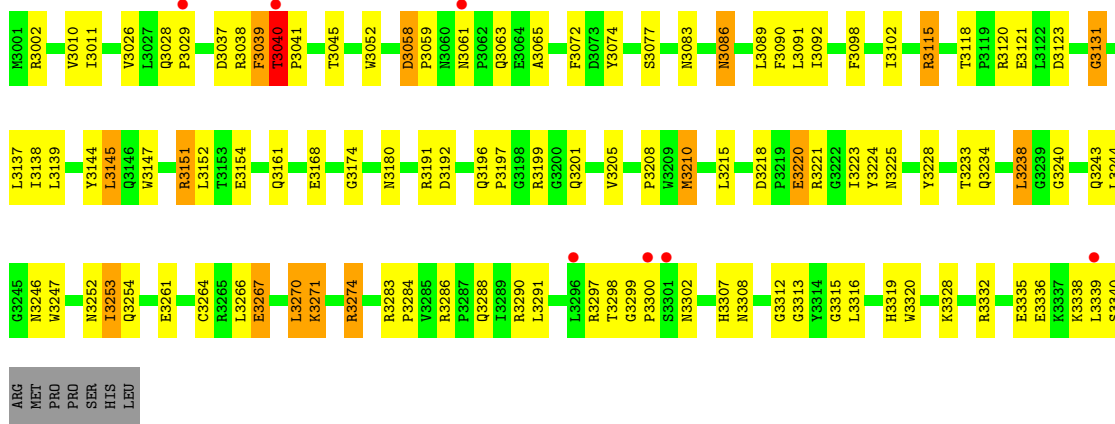 M3001 R3002 V3010 I3011 V3026 L3027 Q3028 P3029 D3037 R3038 F3039 T3040 P3041 T3045 W3052 D3058 P3059 N3060 N3061 P3062 Q3063 E3064 A3065 F3072 D3073 Y3074 S3077 N3083 N3086 L3089 F3090 L3091 I3092 F3098 I3102 R3115 T3118 P3119 R3120 E3121 L3122 D3123 G3131
L3137 I3138 L3139 Y3144 L3145 Q3146 W3147 R3151 L3152 T3153 E3154 Q3161 E3168 G3174 N3180 R3191 D3192 Q3196 P3197 G3198 R3199 G3200 Q3201 V3205 P3208 W3209 M3210 L3215 D3218 P3219 E3220 R3221 G3222 I3223 Y3224 N3225 Y3228 T3233 Q3234 L3238 G3239 G3240 Q3243 L3244
G3245 N3246 W3247 N3252 I3253 Q3254 E3261 C3264 R3265 L3266 E3267 L3270 K3271 R3274 R3283 P3284 V3285 R3286 P3287 Q3288 I3289 R3290 L3291 L3296 R3297 T3298 G3299 P3300 S3301 N3302 H3307 N3308 G3312 G3313 Y3314 G3315 L3316 H3319 W3320 K3328 R3332 E3335 E3336 K3337 K3338 L3339 S3340
ARG MET PRO PRO SER HIS LEU